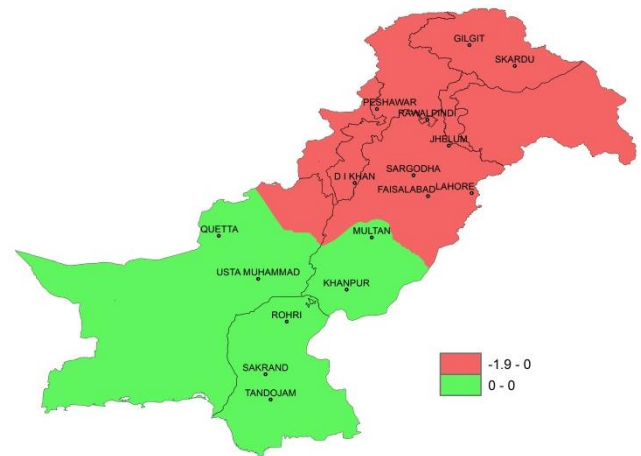 GILGIT
SKARDU
PESHAWAR
RAWALPINDI
JHELUM
SARGODHA
D I KHAN
LAHORE
FAISALABAD
QUETTA
MULTAN
USTA MUHAMMAD
KHANPUR
ROHRI
SAKRAND
TANDOJAM
-1.9 - 0
0 - 0